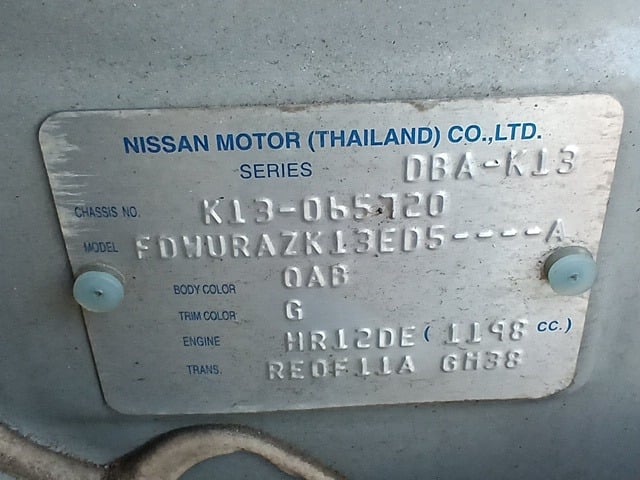 NISSAN MOTOR (THAILAND) CO.,LTD.
SERIES DBA-K13
CHASSIS NO. K13-065720
MODEL FDWURAZK13ED5----A
BODY COLOR QAB
TRIM COLOR G
ENGINE HR12DE ( 1198 CC. )
TRANS. RE0F11A GH38